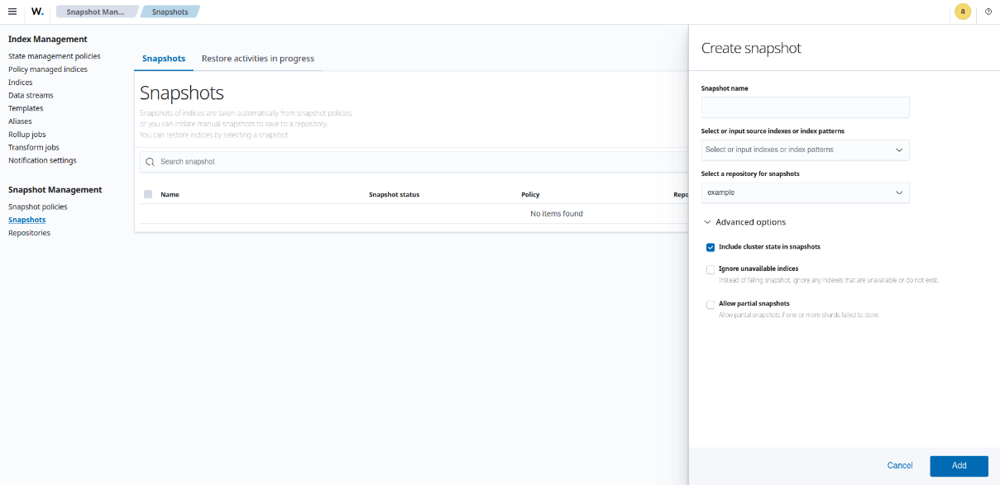 W.
Snapshot Man...
Snapshots
a
Index Management
State management policies
Policy managed indices
Indices
Data streams
Templates
Aliases
Rollup jobs
Transform jobs
Notification settings
Snapshot Management
Snapshot policies
Snapshots
Repositories
Snapshots
Restore activities in progress
Snapshots
Snapshots of indices are taken automatically from snapshot policies,
or you can initiate manual snapshots to save to a repository.
You can restore indices by selecting a snapshot.
Search snapshot
Name
Snapshot status
Policy
Repo
No items found
Create snapshot
Snapshot name
Select or input source indexes or index patterns
Select or input indexes or index patterns
Select a repository for snapshots
example
Advanced options
Include cluster state in snapshots
Ignore unavailable indices
Instead of failing snapshot, ignore any indexes that are unavailable or do not exist.
Allow partial snapshots
Allow partial snapshots if one or more shards failed to store.
Cancel
Add